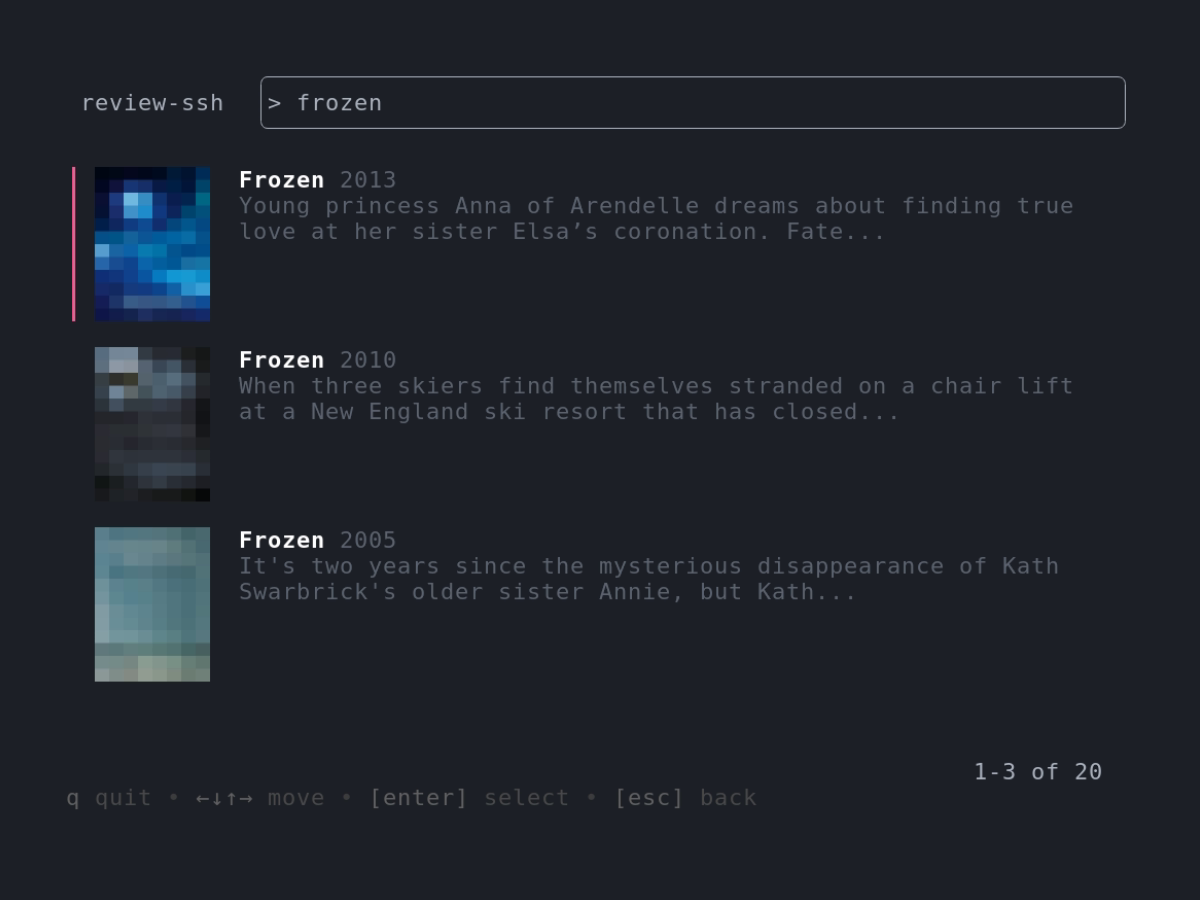 review-ssh
> frozen
Frozen 2013
Young princess Anna of Arendelle dreams about finding true
love at her sister Elsa’s coronation. Fate...
Frozen 2010
When three skiers find themselves stranded on a chair lift
at a New England ski resort that has closed...
Frozen 2005
It's two years since the mysterious disappearance of Kath
Swarbrick's older sister Annie, but Kath...
1-3 of 20
q quit • ←↓↑→ move • [enter] select • [esc] back